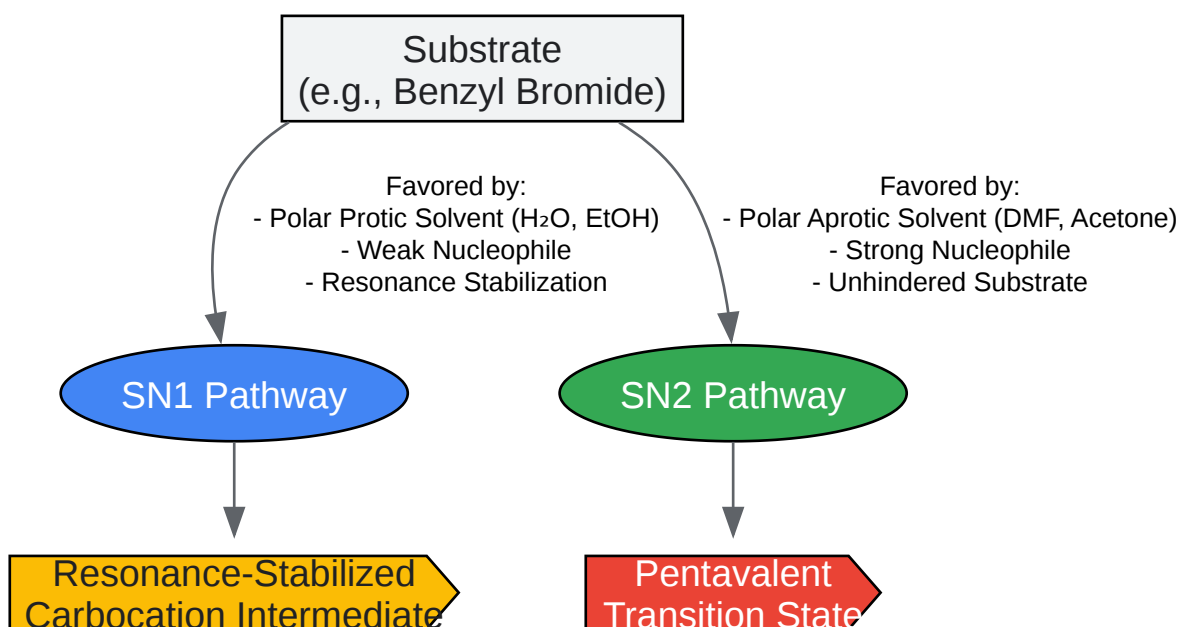 Substrate
(e.g., Benzyl Bromide)
Favored by:
- Polar Protic Solvent (H₂O, EtOH)
- Weak Nucleophile
- Resonance Stabilization
Favored by:
- Polar Aprotic Solvent (DMF, Acetone)
- Strong Nucleophile
- Unhindered Substrate
SN1 Pathway
SN2 Pathway
Resonance-Stabilized
Carbocation Intermediate
Pentavalent
Transition State